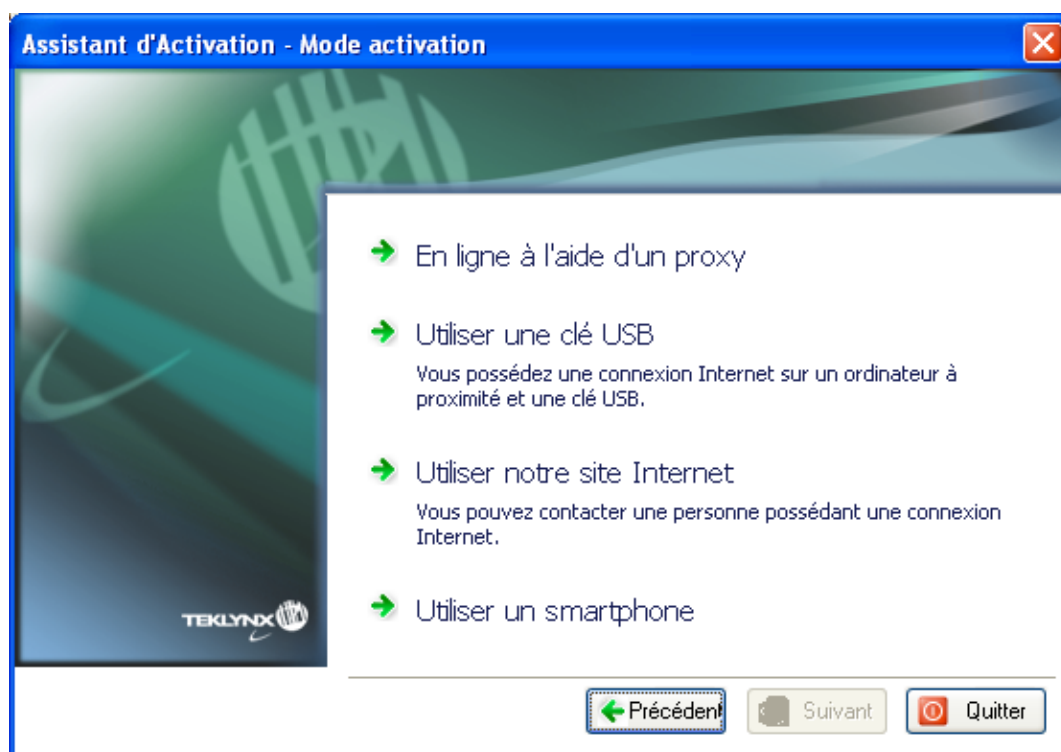 Assistant d'Activation - Mode activation
En ligne à l'aide d'un proxy
Utiliser une clé USB
Vous possédez une connexion Internet sur un ordinateur à
proximité et une clé USB.
Utiliser notre site Internet
Vous pouvez contacter une personne possédant une connexion
Internet.
TEKLYNX
Utiliser un smartphone
Précédent
Suivant
Quitter